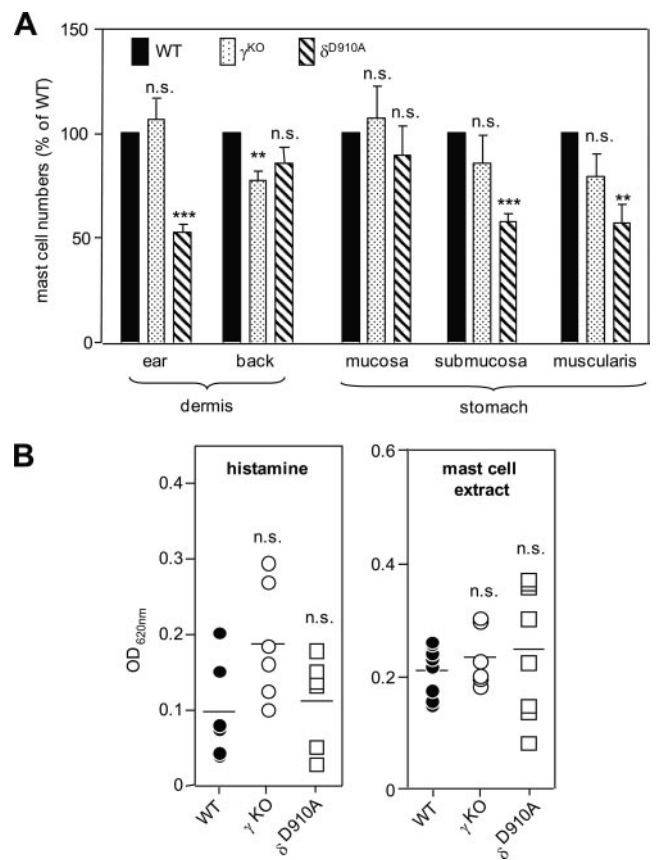 A
150
100
50
0
mast cell numbers (% of WT)
WT γKO δD910A
n.s. *** ** n.s. n.s. n.s. n.s. *** n.s. **
ear back mucosa submucosa muscularis
dermis stomach
B
histamine
0.4
0.3
0.2
0.1
0
OD620nm
n.s.
n.s.
WT γ KO δ D910A
mast cell
extract
0.6
0.4
0.2
0
n.s.
n.s.
WT γ KO δ D910A